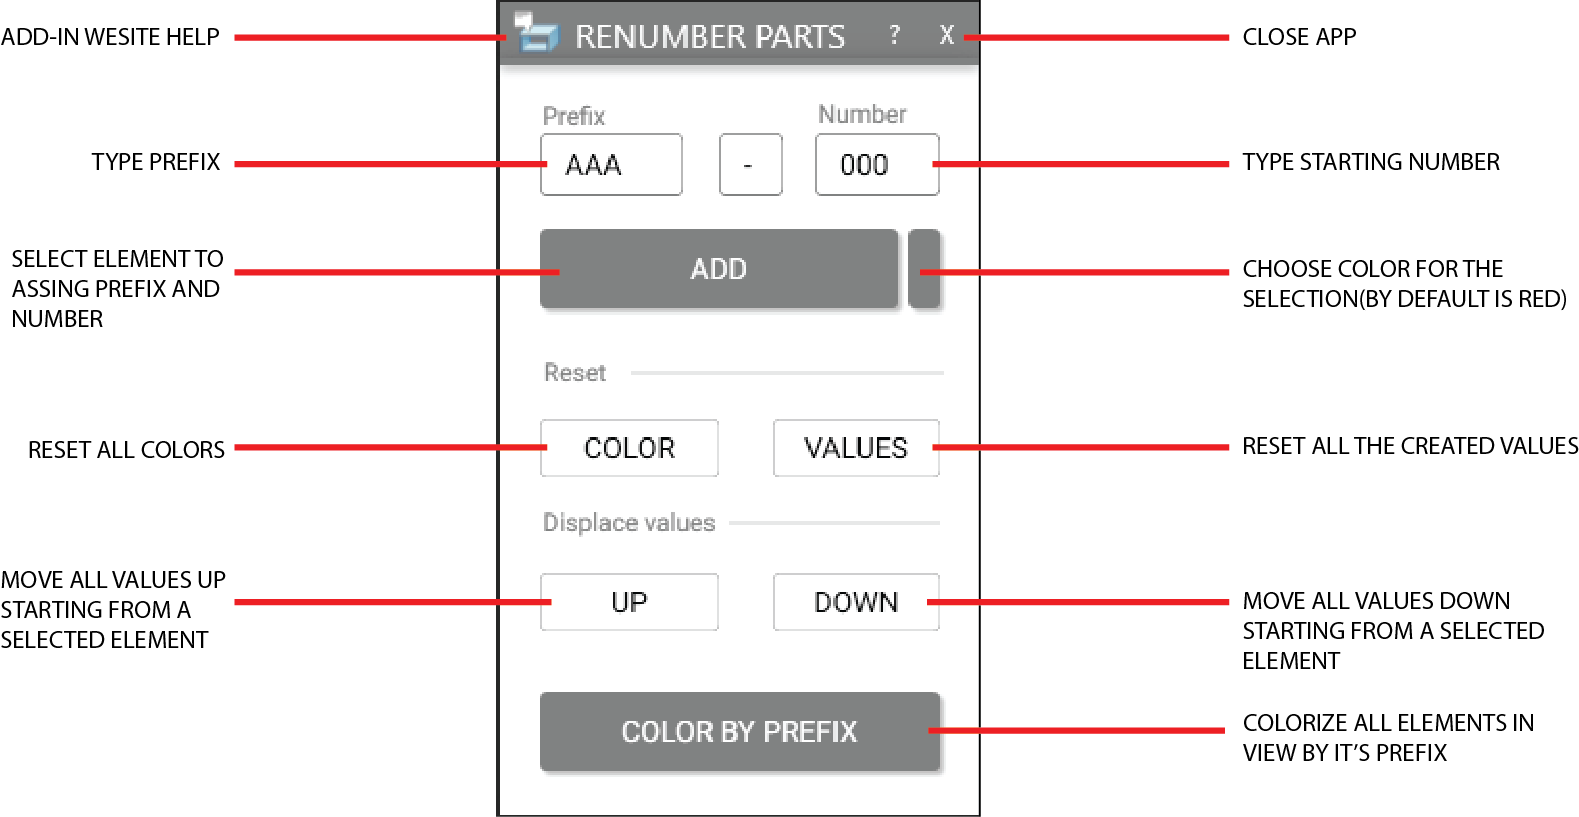 ADD-IN WESITE HELP
RENUMBER PARTS ? X
CLOSE APP
Prefix
Number
TYPE PREFIX
AAA
-
000
TYPE STARTING NUMBER
SELECT ELEMENT TO
ASSING PREFIX AND
NUMBER
ADD
CHOOSE COLOR FOR THE
SELECTION(BY DEFAULT IS RED)
Reset
RESET ALL COLORS
COLOR
VALUES
RESET ALL THE CREATED VALUES
Displace values
MOVE ALL VALUES UP
STARTING FROM A
SELECTED ELEMENT
UP
DOWN
MOVE ALL VALUES DOWN
STARTING FROM A SELECTED
ELEMENT
COLOR BY PREFIX
COLORIZE ALL ELEMENTS IN
VIEW BY IT’S PREFIX